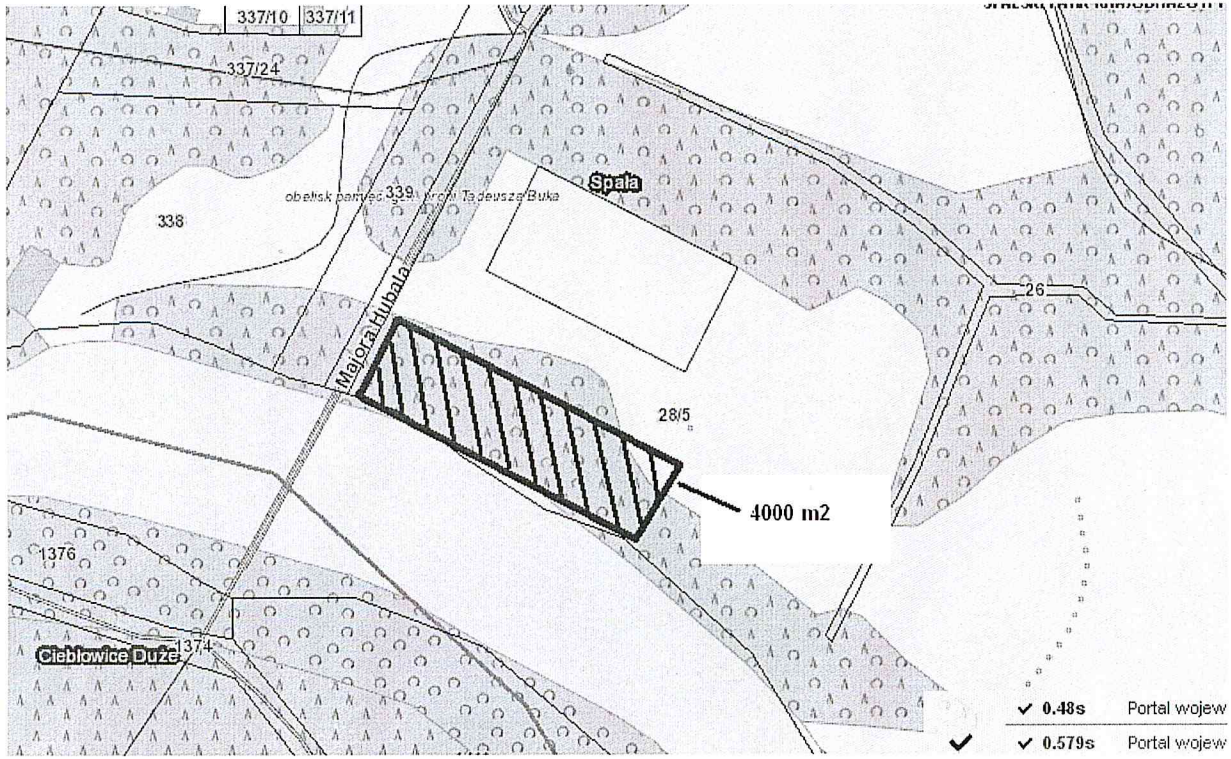 337/10 337/11
337/24
Spała
339
338
Majora Hubala
26
28/5
4000 m2
1376
1374
Ciebłowice Duże
0.48s Portal wojew
0.579s Portal wojew